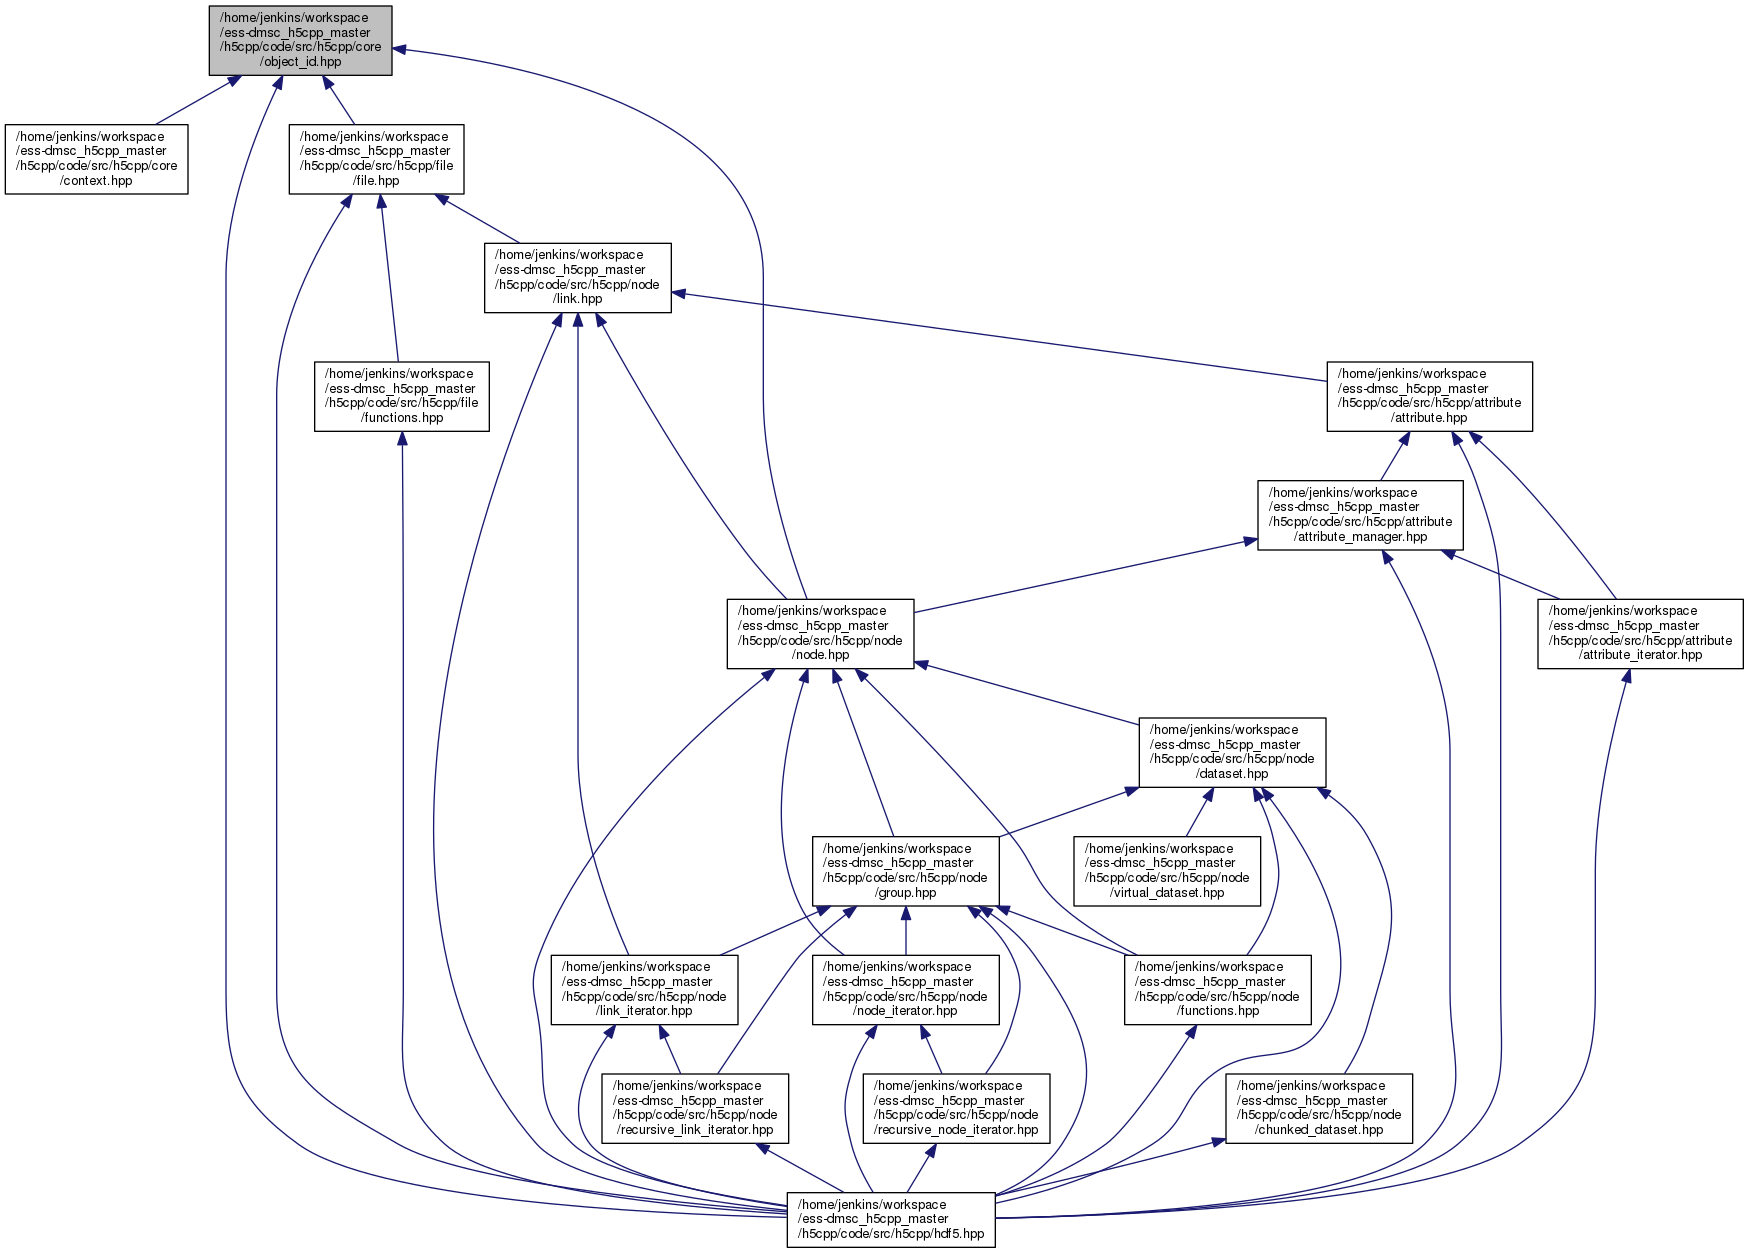 /home/jenkins/workspace
/ess-dmsc_h5cpp_master
/h5cpp/code/src/h5cpp/core
/object_id.hpp
/home/jenkins/workspace
/ess-dmsc_h5cpp_master
/h5cpp/code/src/h5cpp/core
/context.hpp
/home/jenkins/workspace
/ess-dmsc_h5cpp_master
/h5cpp/code/src/h5cpp/file
/file.hpp
/home/jenkins/workspace
/ess-dmsc_h5cpp_master
/h5cpp/code/src/h5cpp/node
/link.hpp
/home/jenkins/workspace
/ess-dmsc_h5cpp_master
/h5cpp/code/src/h5cpp/file
/functions.hpp
/home/jenkins/workspace
/ess-dmsc_h5cpp_master
/h5cpp/code/src/h5cpp/attribute
/attribute.hpp
/home/jenkins/workspace
/ess-dmsc_h5cpp_master
/h5cpp/code/src/h5cpp/attribute
/attribute_manager.hpp
/home/jenkins/workspace
/ess-dmsc_h5cpp_master
/h5cpp/code/src/h5cpp/node
/node.hpp
/home/jenkins/workspace
/ess-dmsc_h5cpp_master
/h5cpp/code/src/h5cpp/attribute
/attribute_iterator.hpp
/home/jenkins/workspace
/ess-dmsc_h5cpp_master
/h5cpp/code/src/h5cpp/node
/dataset.hpp
/home/jenkins/workspace
/ess-dmsc_h5cpp_master
/h5cpp/code/src/h5cpp/node
/group.hpp
/home/jenkins/workspace
/ess-dmsc_h5cpp_master
/h5cpp/code/src/h5cpp/node
/virtual_dataset.hpp
/home/jenkins/workspace
/ess-dmsc_h5cpp_master
/h5cpp/code/src/h5cpp/node
/link_iterator.hpp
/home/jenkins/workspace
/ess-dmsc_h5cpp_master
/h5cpp/code/src/h5cpp/node
/node_iterator.hpp
/home/jenkins/workspace
/ess-dmsc_h5cpp_master
/h5cpp/code/src/h5cpp/node
/functions.hpp
/home/jenkins/workspace
/ess-dmsc_h5cpp_master
/h5cpp/code/src/h5cpp/node
/recursive_link_iterator.hpp
/home/jenkins/workspace
/ess-dmsc_h5cpp_master
/h5cpp/code/src/h5cpp/node
/recursive_node_iterator.hpp
/home/jenkins/workspace
/ess-dmsc_h5cpp_master
/h5cpp/code/src/h5cpp/node
/chunked_dataset.hpp
/home/jenkins/workspace
/ess-dmsc_h5cpp_master
/h5cpp/code/src/h5cpp/hdf5.hpp